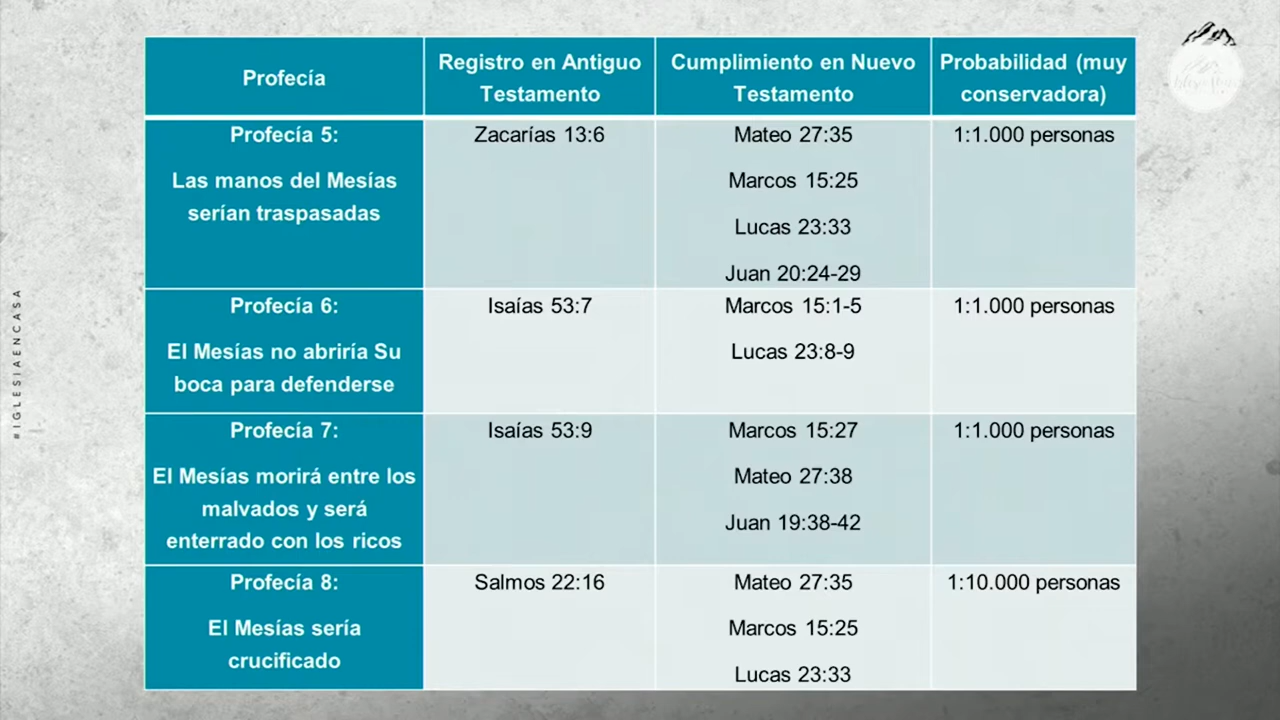 Profecía
Registro en Antiguo
Testamento
Cumplimiento en Nuevo
Testamento
Probabilidad (muy
conservadora)
Profecía 5:
Las manos del Mesías
serían traspasadas
Zacarías 13:6
Mateo 27:35
Marcos 15:25
Lucas 23:33
Juan 20:24-29
1:1.000 personas
Profecía 6:
El Mesías no abriría Su
boca para defenderse
Isaías 53:7
Marcos 15:1-5
Lucas 23:8-9
1:1.000 personas
Profecía 7:
El Mesías morirá entre los
malvados y será
enterrado con los ricos
Isaías 53:9
Marcos 15:27
Mateo 27:38
Juan 19:38-42
1:1.000 personas
Profecía 8:
El Mesías sería
crucificado
Salmos 22:16
Mateo 27:35
Marcos 15:25
Lucas 23:33
1:10.000 personas
#IGLESIAENCASA